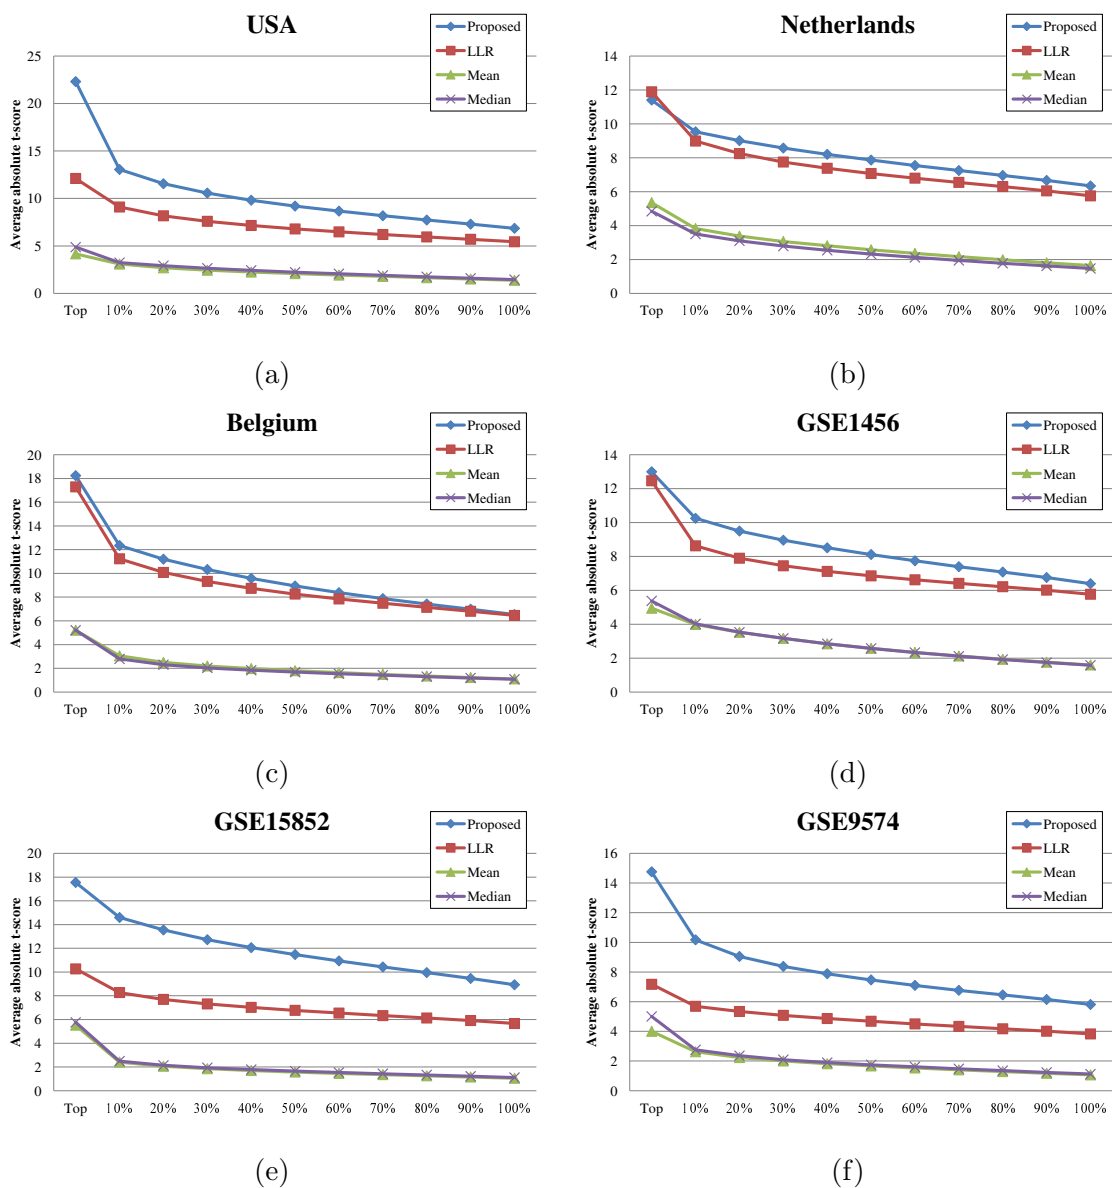 USA
Proposed
LLR
Mean
Median
Average absolute t-score
25
20
15
10
5
0
Top 10% 20% 30% 40% 50% 60% 70% 80% 90% 100%
(a)
Netherlands
Proposed
LLR
Mean
Median
Average absolute t-score
14
12
10
8
6
4
2
0
Top 10% 20% 30% 40% 50% 60% 70% 80% 90% 100%
(b)
Belgium
Proposed
LLR
Mean
Median
Average absolute t-score
20
18
16
14
12
10
8
6
4
2
0
Top 10% 20% 30% 40% 50% 60% 70% 80% 90% 100%
(c)
GSE1456
Proposed
LLR
Mean
Median
Average absolute t-score
14
12
10
8
6
4
2
0
Top 10% 20% 30% 40% 50% 60% 70% 80% 90% 100%
(d)
GSE15852
Proposed
LLR
Mean
Median
Average absolute t-score
20
18
16
14
12
10
8
6
4
2
0
Top 10% 20% 30% 40% 50% 60% 70% 80% 90% 100%
(e)
GSE9574
Proposed
LLR
Mean
Median
Average absolute t-score
16
14
12
10
8
6
4
2
0
Top 10% 20% 30% 40% 50% 60% 70% 80% 90% 100%
(f)